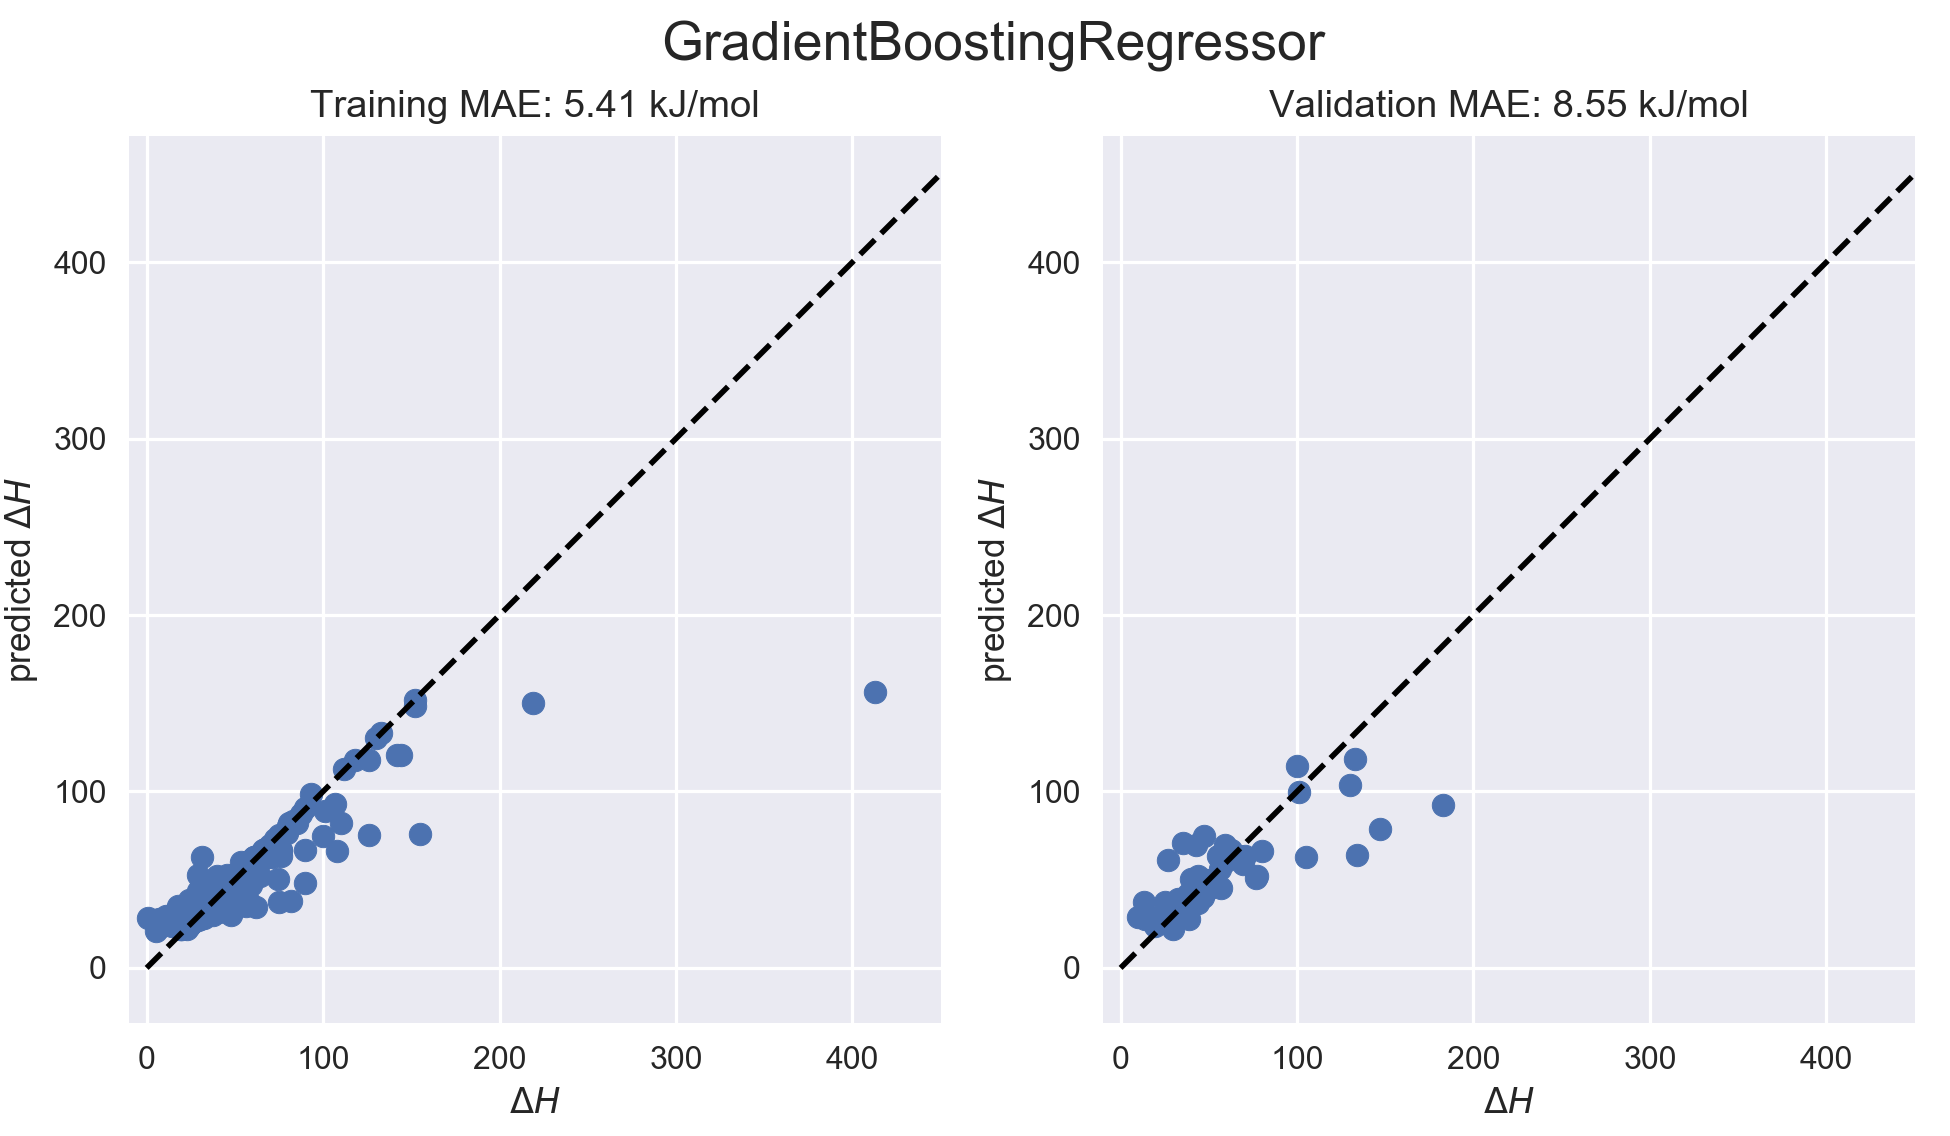 GradientBoostingRegressor
Training MAE: 5.41 kJ/mol
predicted ΔH
400
300
200
100
0
0 100 200 300 400
ΔH
Validation MAE: 8.55 kJ/mol
predicted ΔH
400
300
200
100
0
0 100 200 300 400
ΔH